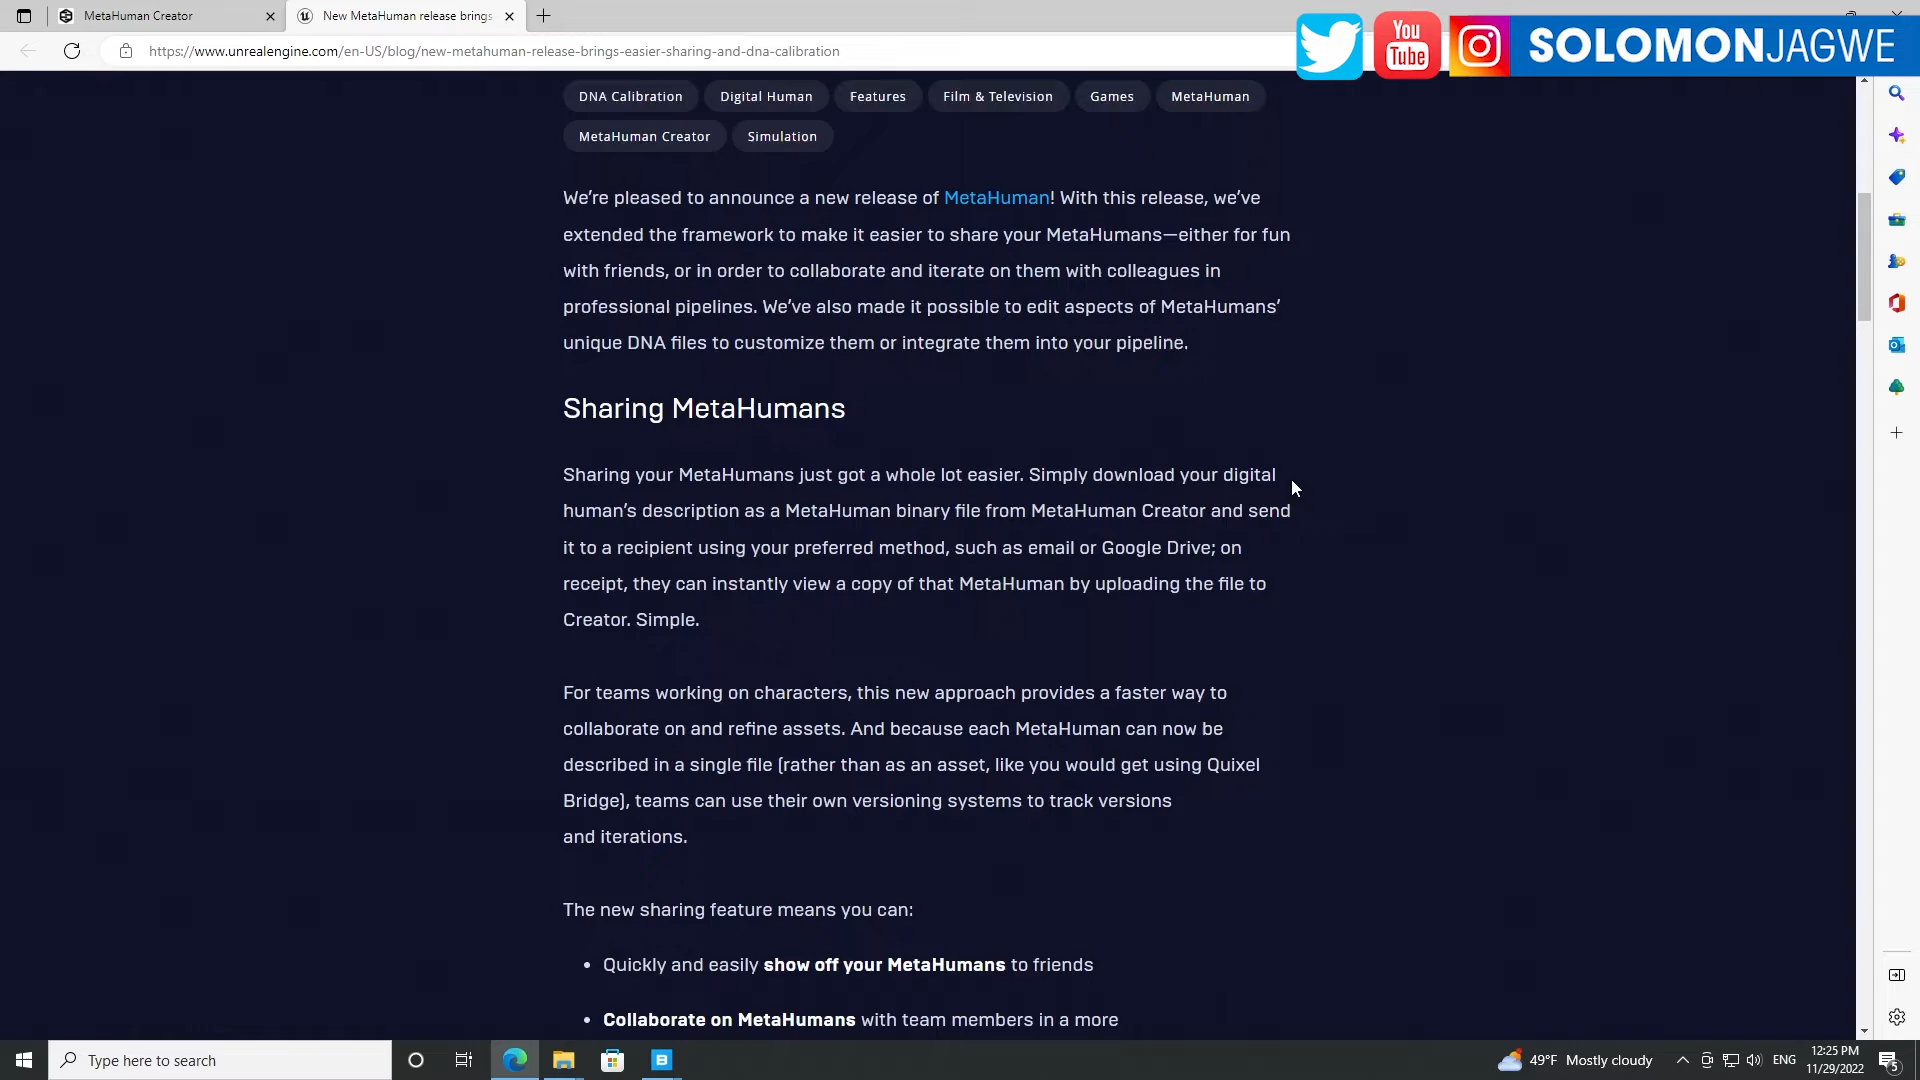 MetaHuman Creator
New MetaHuman release brings
https://www.unrealengine.com/en-US/blog/new-metahuman-release-brings-easier-sharing-and-dna-calibration
You
Tube
SOLOMONJAGWE
DNA Calibration
Digital Human
Features
Film & Television
Games
MetaHuman
MetaHuman Creator
Simulation
We’re pleased to announce a new release of MetaHuman! With this release, we’ve
extended the framework to make it easier to share your MetaHumans—either for fun
with friends, or in order to collaborate and iterate on them with colleagues in
professional pipelines. We’ve also made it possible to edit aspects of MetaHumans’
unique DNA files to customize them or integrate them into your pipeline.
Sharing MetaHumans
Sharing your MetaHumans just got a whole lot easier. Simply download your digital
human’s description as a MetaHuman binary file from MetaHuman Creator and send
it to a recipient using your preferred method, such as email or Google Drive; on
receipt, they can instantly view a copy of that MetaHuman by uploading the file to
Creator. Simple.
For teams working on characters, this new approach provides a faster way to
collaborate on and refine assets. And because each MetaHuman can now be
described in a single file (rather than as an asset, like you would get using Quixel
Bridge), teams can use their own versioning systems to track versions
and iterations.
The new sharing feature means you can:
• Quickly and easily show off your MetaHumans to friends
• Collaborate on MetaHumans with team members in a more
Type here to search
49°F Mostly cloudy
ENG
12:25 PM
11/29/2022
5